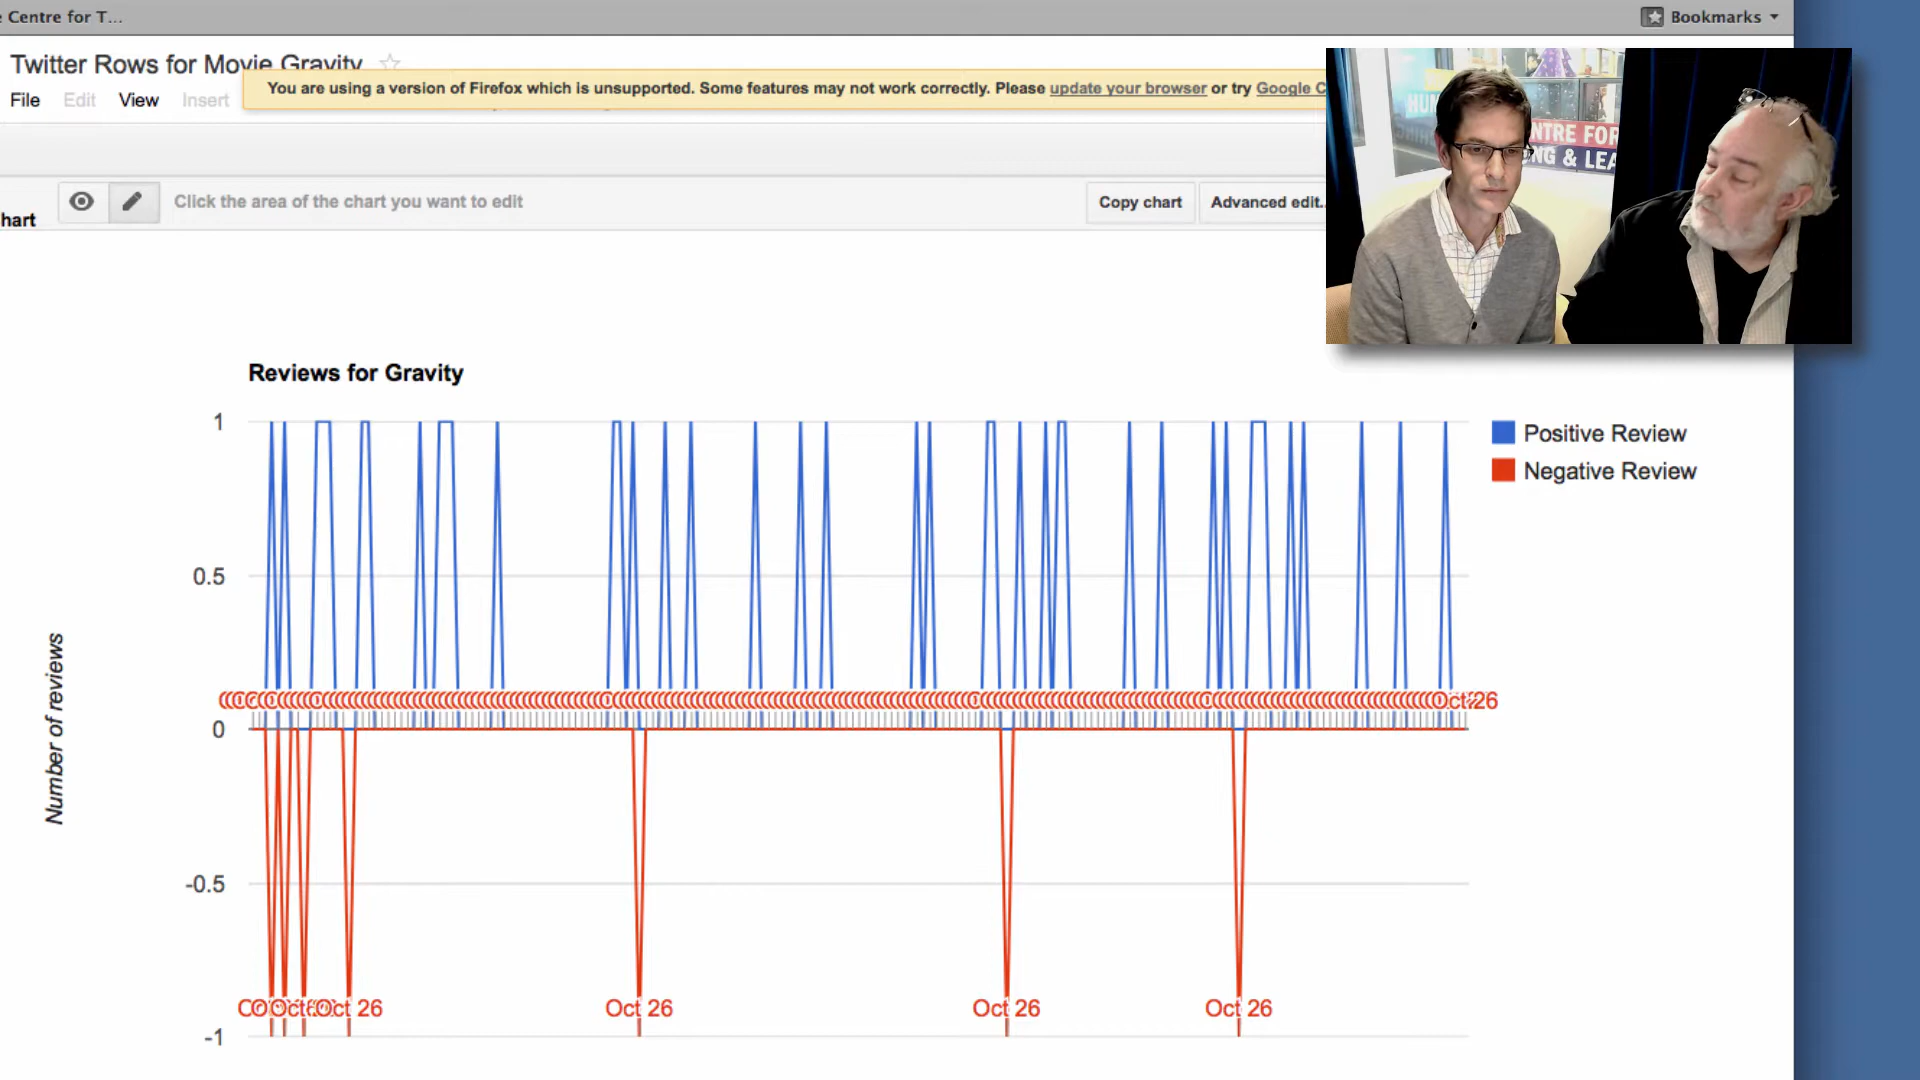 Centre for T...
Bookmarks
Twitter Rows for Movie Gravity
File Edit View Insert
You are using a version of Firefox which is unsupported. Some features may not work correctly. Please update your browser or try Google C
NTRE FOR
NG & LEA
hart
Click the area of the chart you want to edit
Copy chart
Advanced edit..
Reviews for Gravity
Positive Review
Negative Review
Number of reviews
1
0.5
0
-0.5
-1
Oct 26
Oct 26
Oct 26
Oct 26
Oct 26